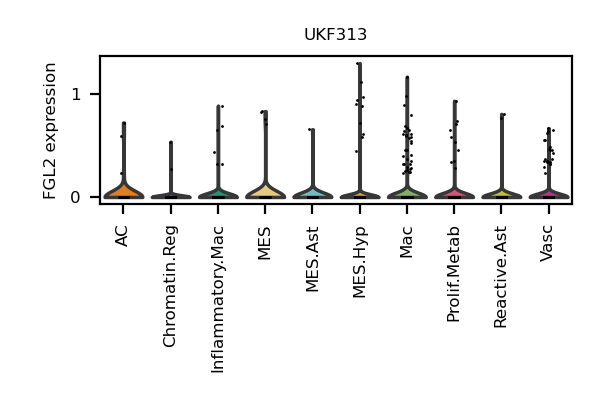 UKF313
FGL2 expression
1
0
AC
Chromatin.Reg
Inflammatory.Mac
MES
MES.Ast
MES.Hyp
Mac
Prolif.Metab
Reactive.Ast
Vasc